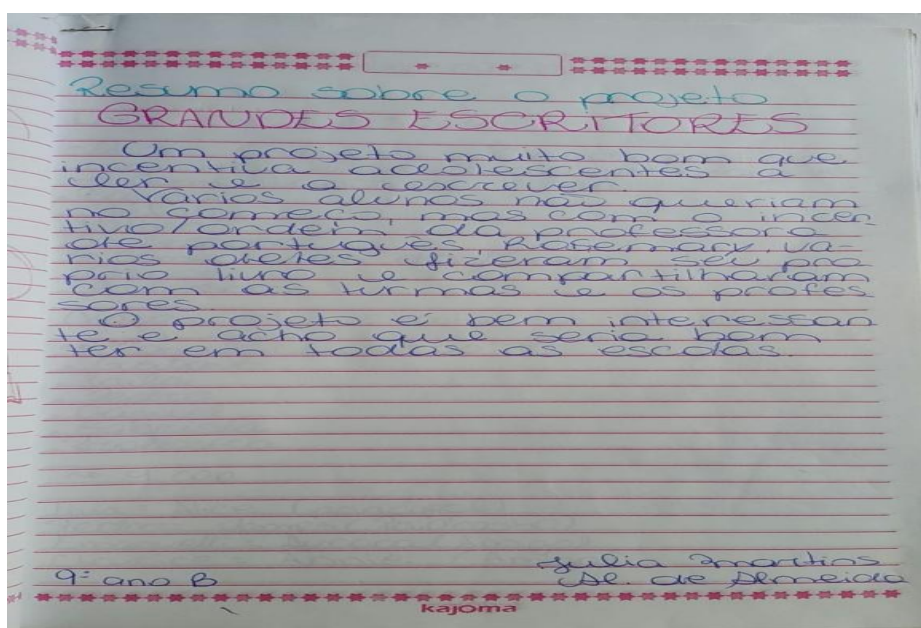 Resumo sobre o projeto
GRANDES ESCRITORES
Um projeto muito bom que
incentiva adolescentes a
ler e a escrever.
Varios alunos não queriam
no começo, mas com o incen
tivo/ordem da professora
de português, Rosemary, va-
rios deles fizeram seu pró
prio livro e compartilharam
com as turmas e os profes
sores.
O projeto é bem interessan
te e acho que seria bom
ter em todas as escolas.
Julia Martins
9º ano B
de Almeida
kajoma